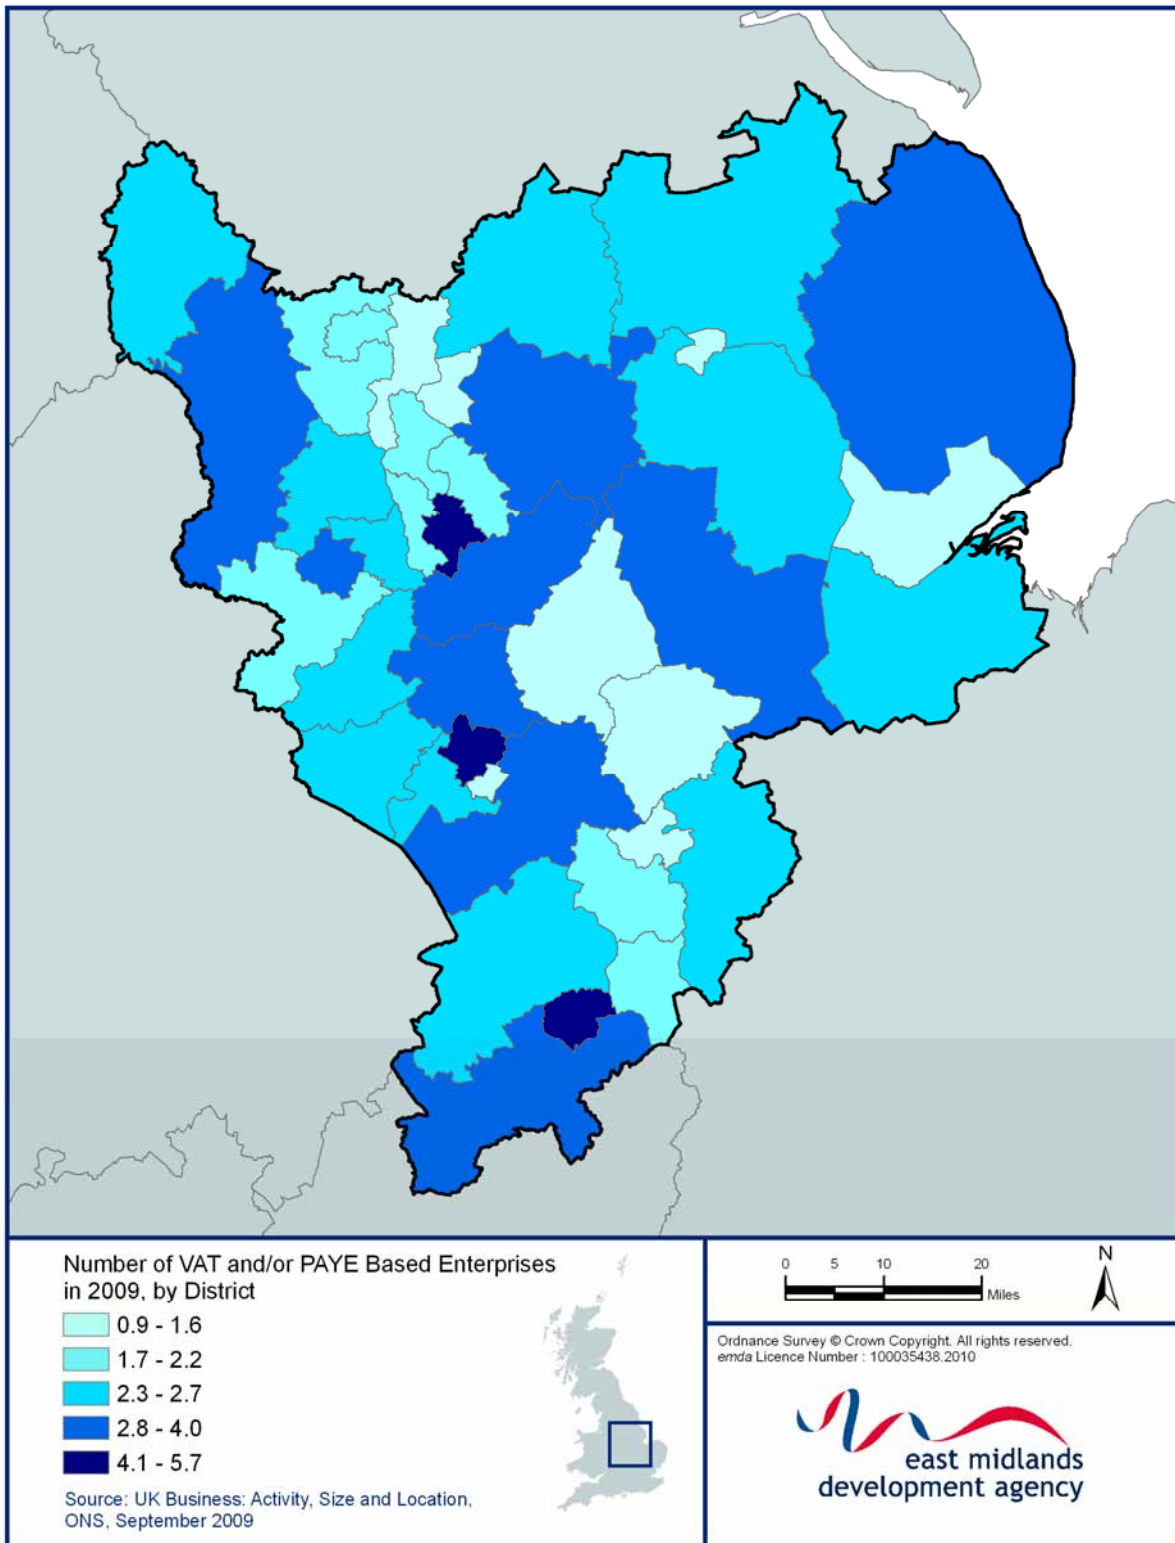 Number of VAT and/or PAYE Based Enterprises
in 2009, by District
0.9 - 1.6
1.7 - 2.2
2.3 - 2.7
2.8 - 4.0
4.1 - 5.7
Source: UK Business: Activity, Size and Location,
ONS, September 2009
0 5 10 20
Miles
N
Ordnance Survey © Crown Copyright. All rights reserved.
emda Licence Number : 100035438.2010
east midlands
development agency